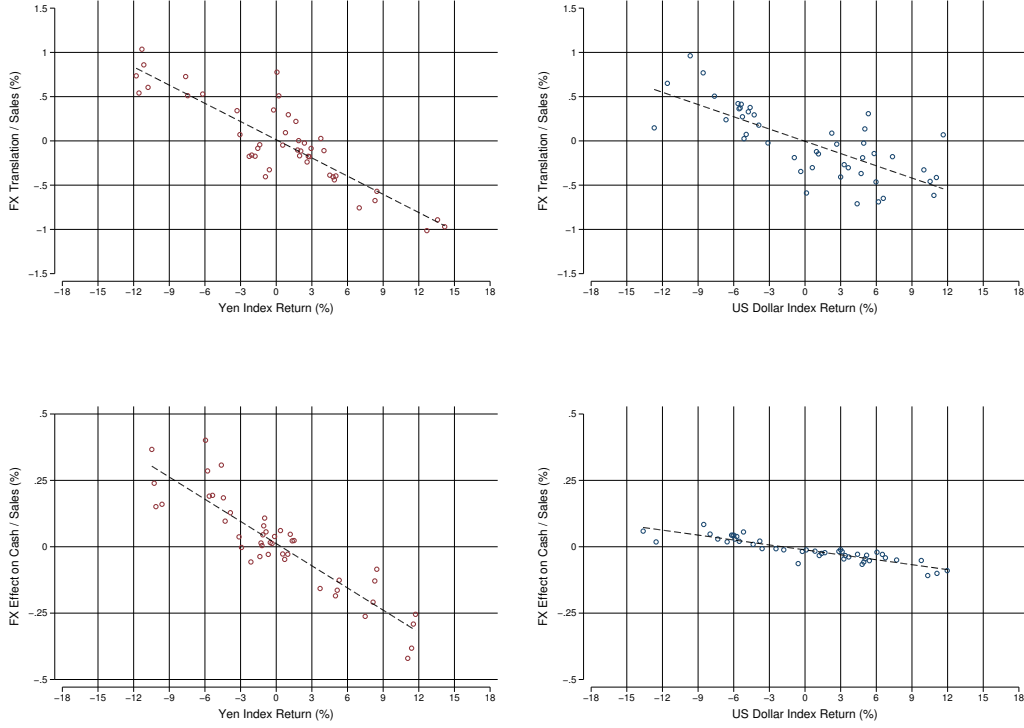 1.5
1
.5
0
−.5
−1
−1.5
FX Translation / Sales (%)
−18 −15 −12 −9 −6 −3 0 3 6 9 12 15 18
Yen Index Return (%)
1.5
1
.5
0
−.5
−1
−1.5
FX Translation / Sales (%)
−18 −15 −12 −9 −6 −3 0 3 6 9 12 15 18
US Dollar Index Return (%)
.5
.25
0
−.25
−.5
FX Effect on Cash / Sales (%)
−18 −15 −12 −9 −6 −3 0 3 6 9 12 15 18
Yen Index Return (%)
.5
.25
0
−.25
−.5
FX Effect on Cash / Sales (%)
−18 −15 −12 −9 −6 −3 0 3 6 9 12 15 18
US Dollar Index Return (%)